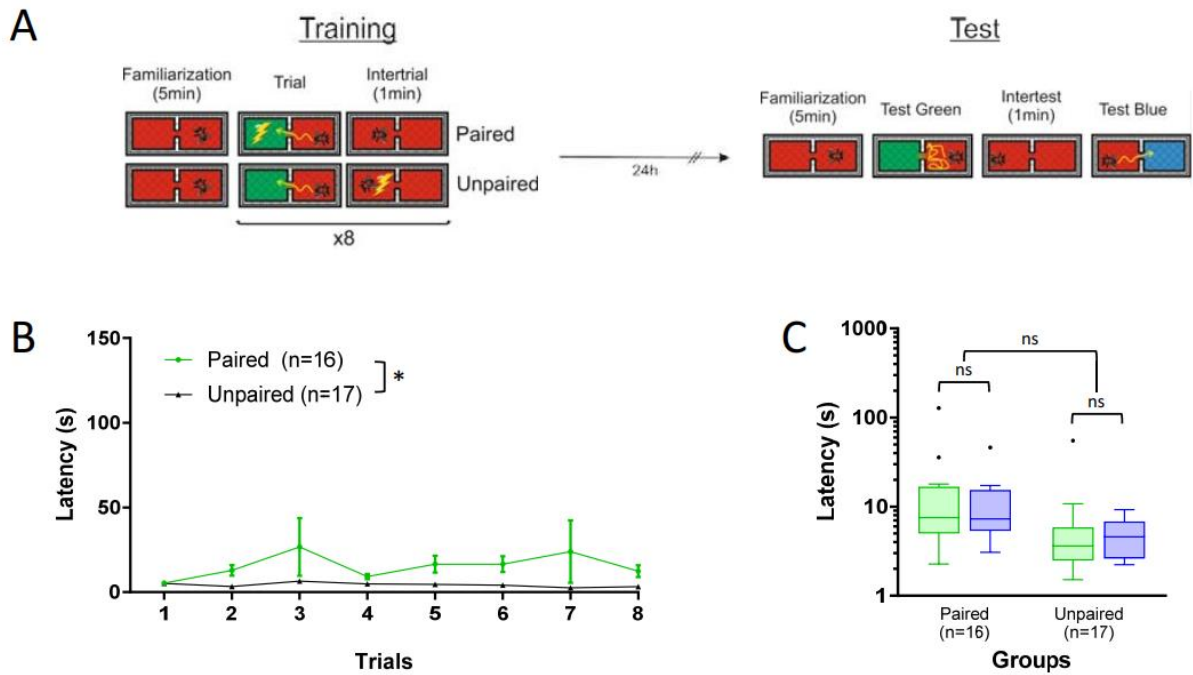 A
Training
Test
Familiarization
(5min)
Trial
Intertrial
(1min)
Paired
Unpaired
x8
24h
Familiarization
(5min)
Test Green
Intertest
(1min)
Test Blue
B
150
100
50
0
Latency (s)
Paired (n=16)
Unpaired (n=17)
*
1 2 3 4 5 6 7 8
Trials
C
1000
100
10
1
Latency (s)
ns
ns
ns
Paired
(n=16)
Unpaired
(n=17)
Groups